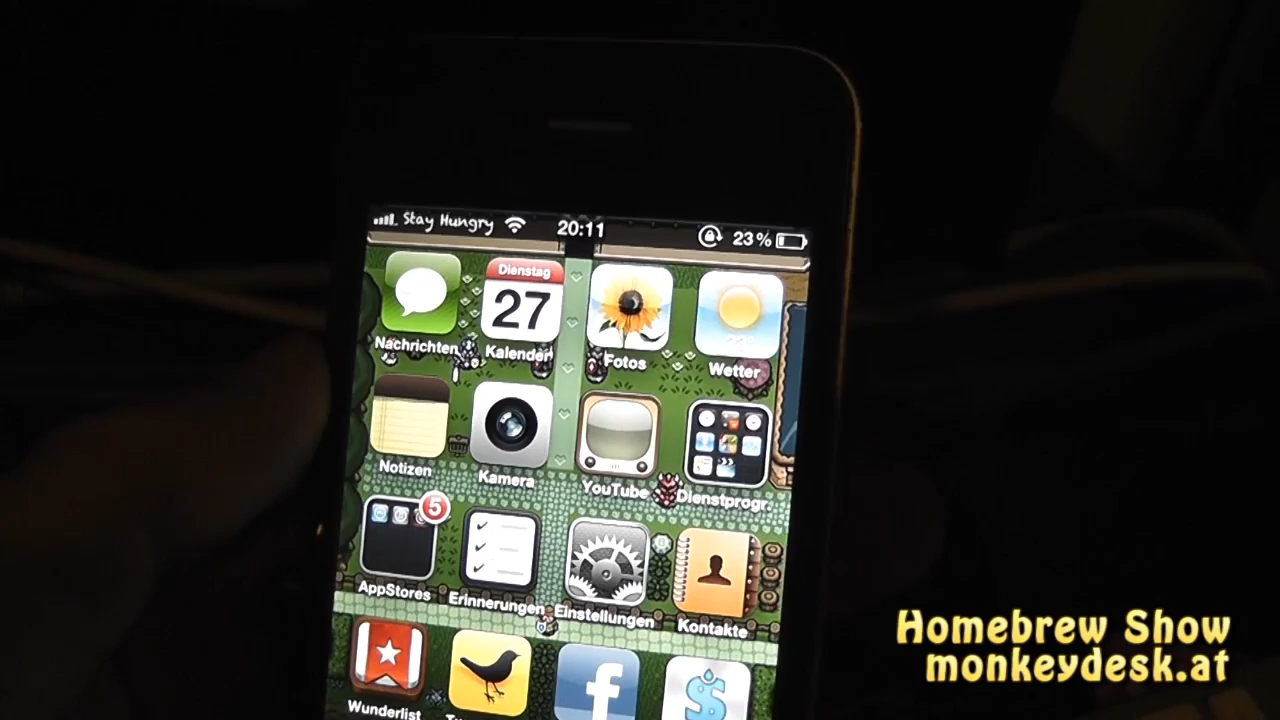 Stay Hungry 20:11 23%
Dienstag
27
Nachrichten Kalender Fotos Wetter
Notizen Kamera YouTube Dienstprogr.
5
AppStores Erinnerungen Einstellungen Kontakte
Wunderlist
Homebrew Show
monkeydesk.at